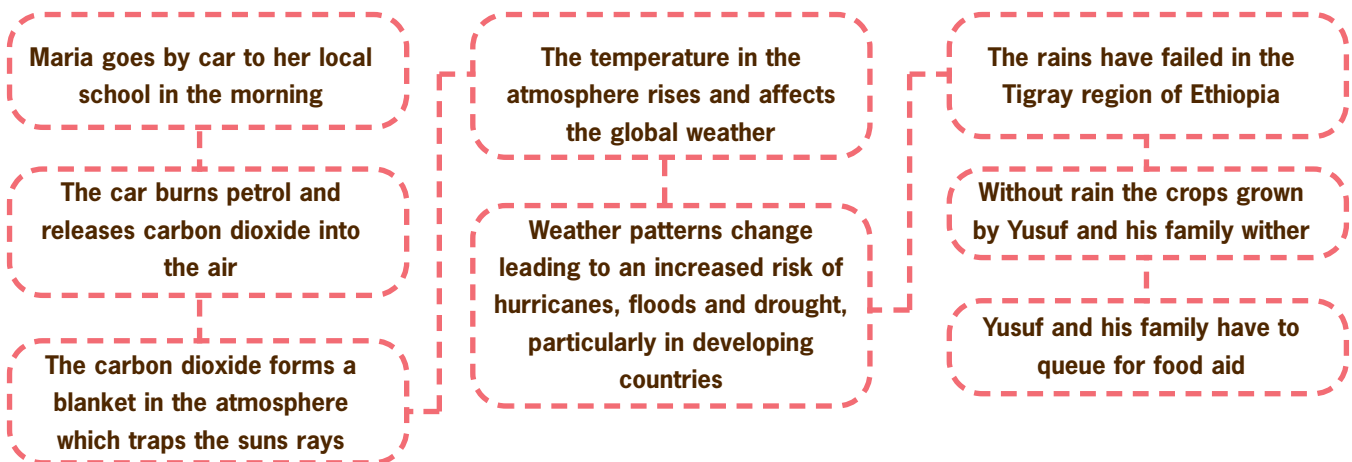 Maria goes by car to her local
school in the morning
The car burns petrol and
releases carbon dioxide into
the air
The carbon dioxide forms a
blanket in the atmosphere
which traps the suns rays
The temperature in the
atmosphere rises and affects
the global weather
Weather patterns change
leading to an increased risk of
hurricanes, floods and drought,
particularly in developing
countries
The rains have failed in the
Tigray region of Ethiopia
Without rain the crops grown
by Yusuf and his family wither
Yusuf and his family have to
queue for food aid